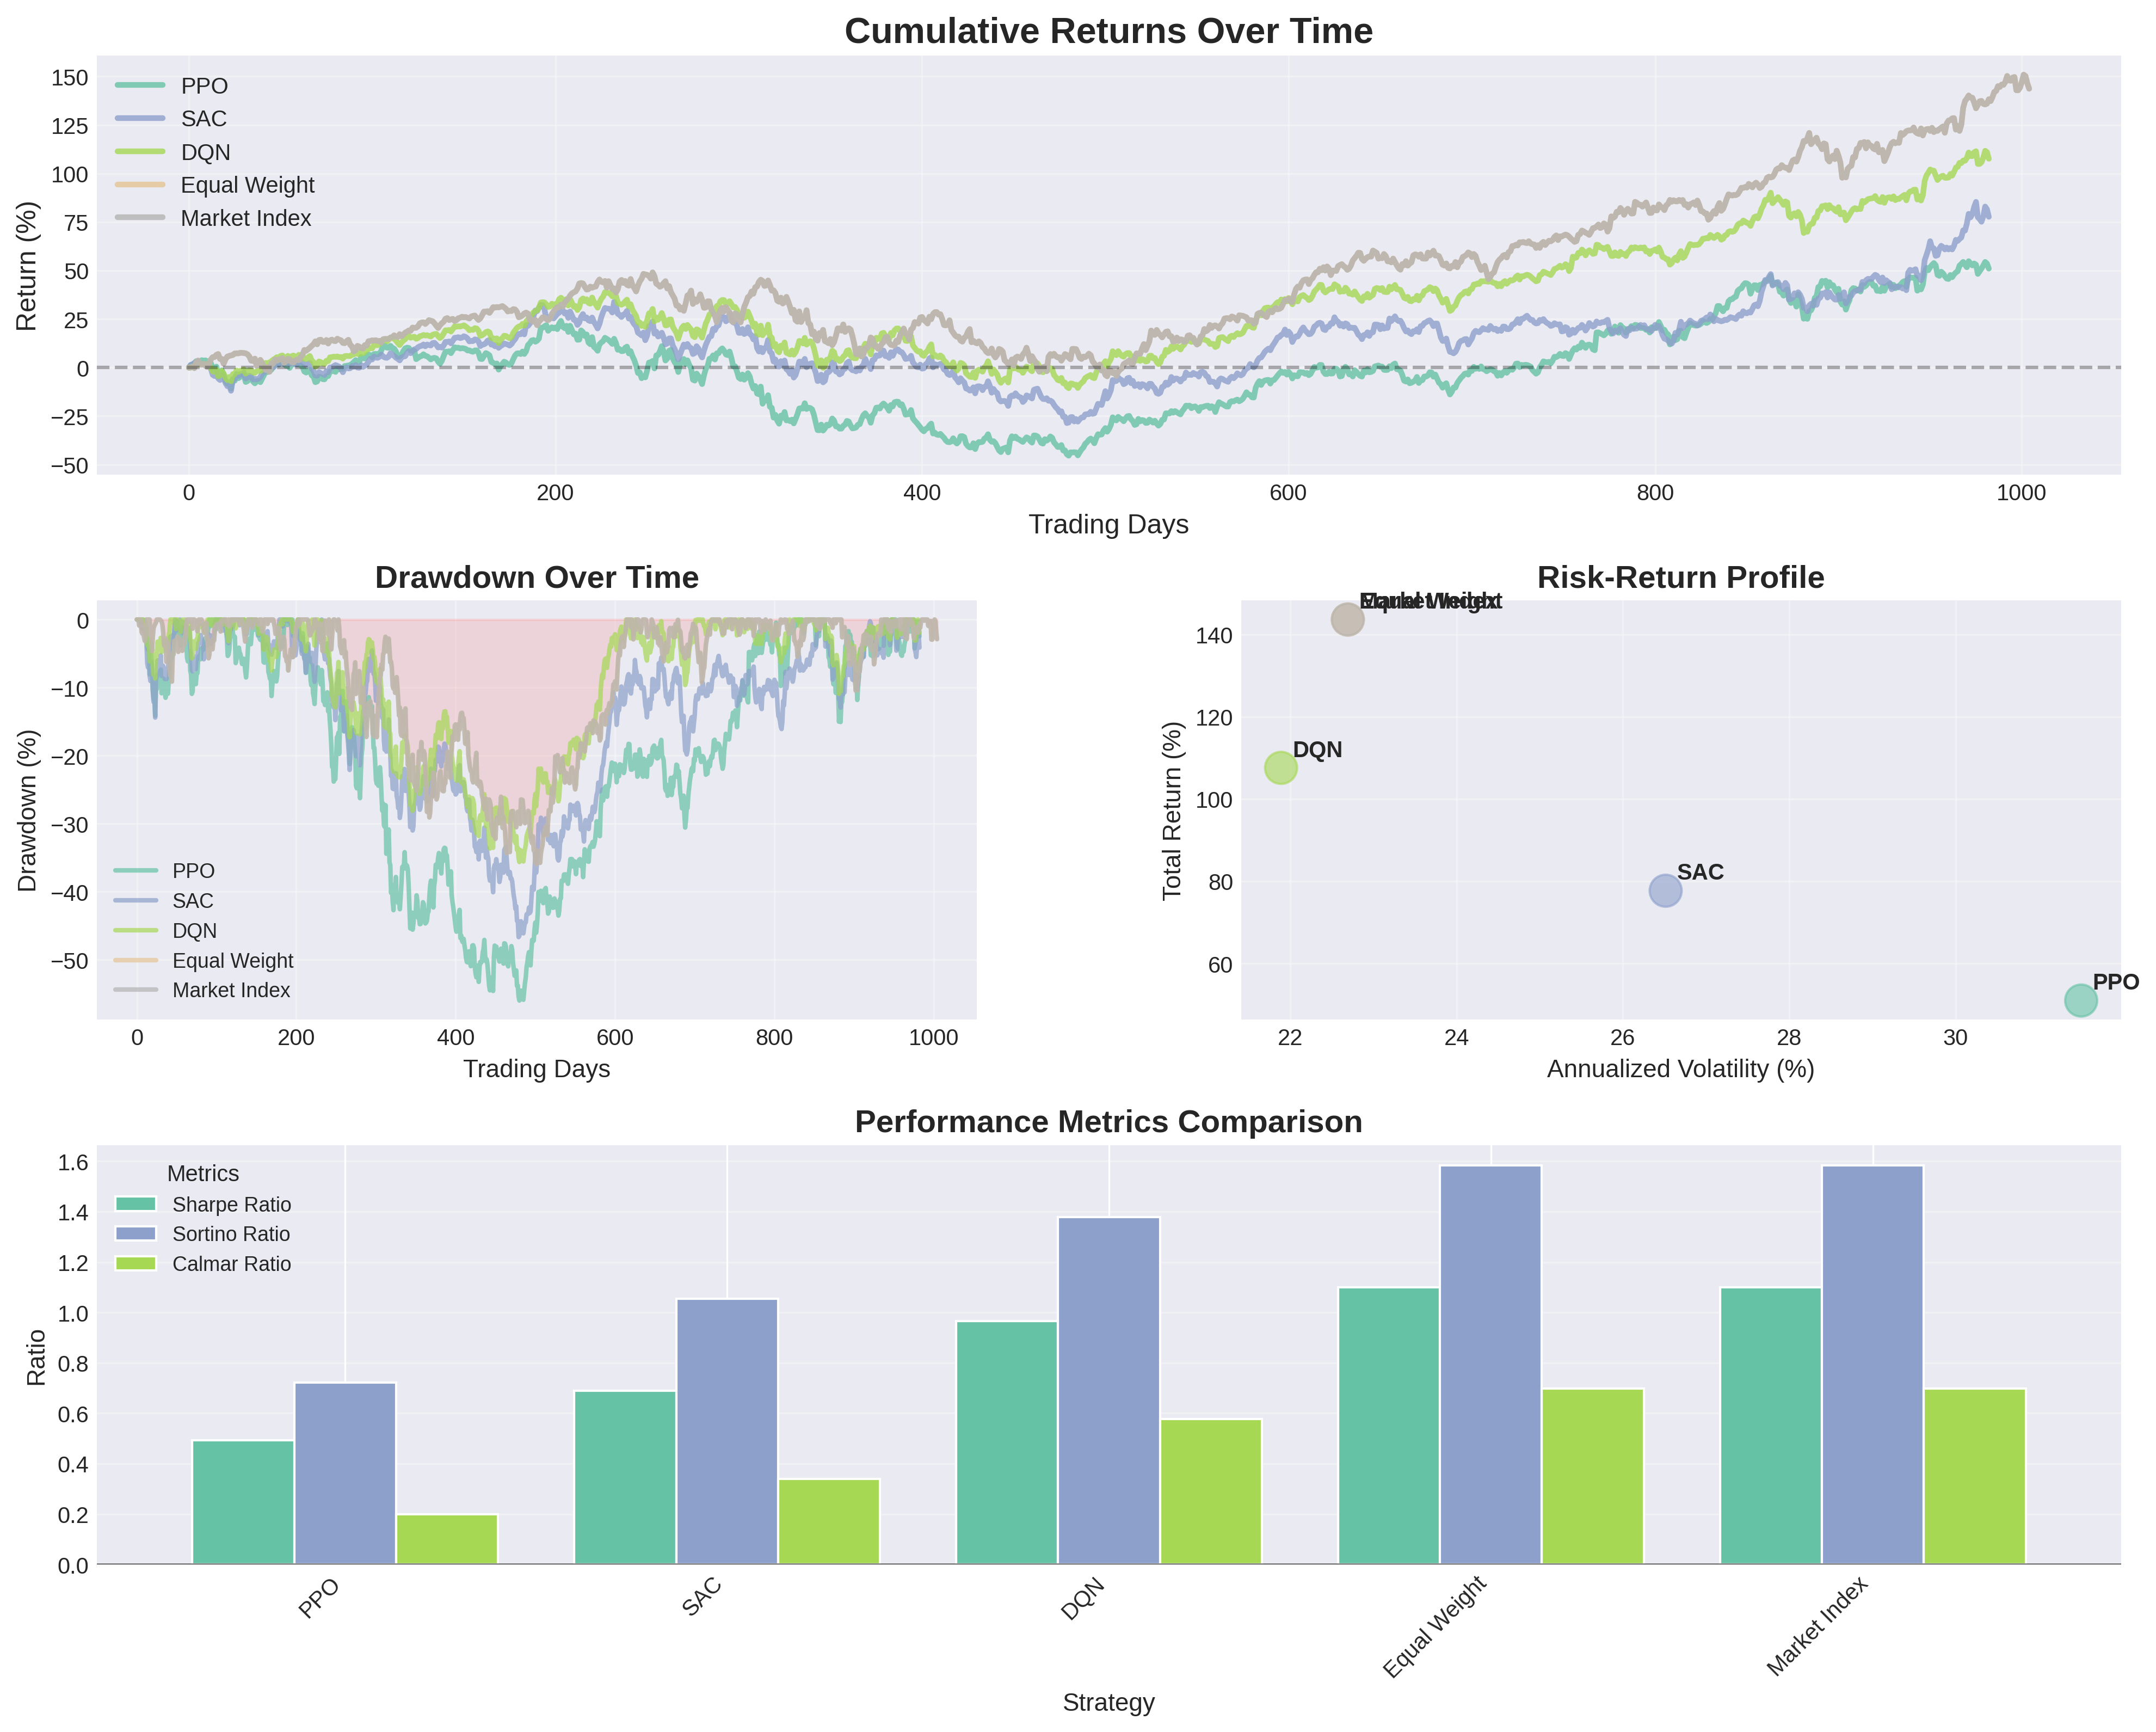 Cumulative Returns Over Time
Return (%)
150
125
100
75
50
25
0
−25
−50
PPO
SAC
DQN
Equal Weight
Market Index
0 200 400 600 800 1000
Trading Days
Drawdown Over Time
Drawdown (%)
0
−10
−20
−30
−40
−50
PPO
SAC
DQN
Equal Weight
Market Index
0 200 400 600 800 1000
Trading Days
Risk-Return Profile
Total Return (%)
140
120
100
80
60
Equal Weight
Market Index
DQN
SAC
PPO
22 24 26 28 30
Annualized Volatility (%)
Performance Metrics Comparison
Ratio
1.6
1.4
1.2
1.0
0.8
0.6
0.4
0.2
0.0
Metrics
Sharpe Ratio
Sortino Ratio
Calmar Ratio
PPO SAC DQN Equal Weight Market Index
Strategy